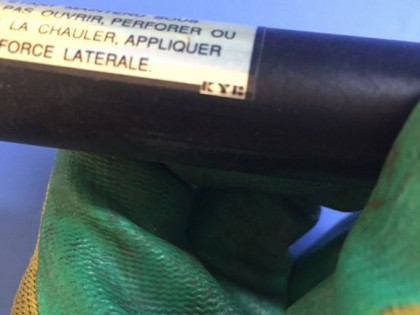 PAS OUVRIR, PERFORER OU
LA CHAULER, APPLIQUER
FORCE LATERALE.
KYB